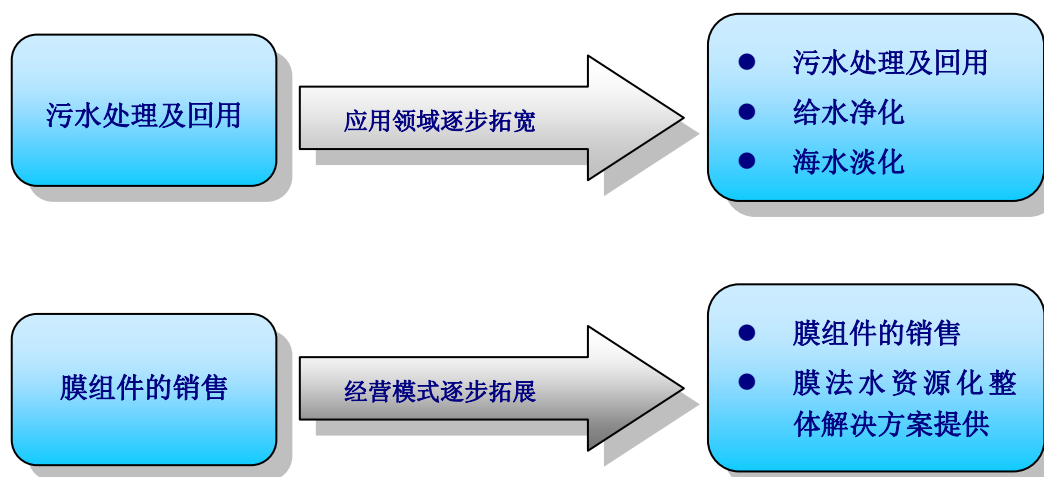 污水处理及回用
应用领域逐步拓宽
● 污水处理及回用
● 给水净化
● 海水淡化
膜组件的销售
经营模式逐步拓展
● 膜组件的销售
● 膜法水资源化整
体解决方案提供